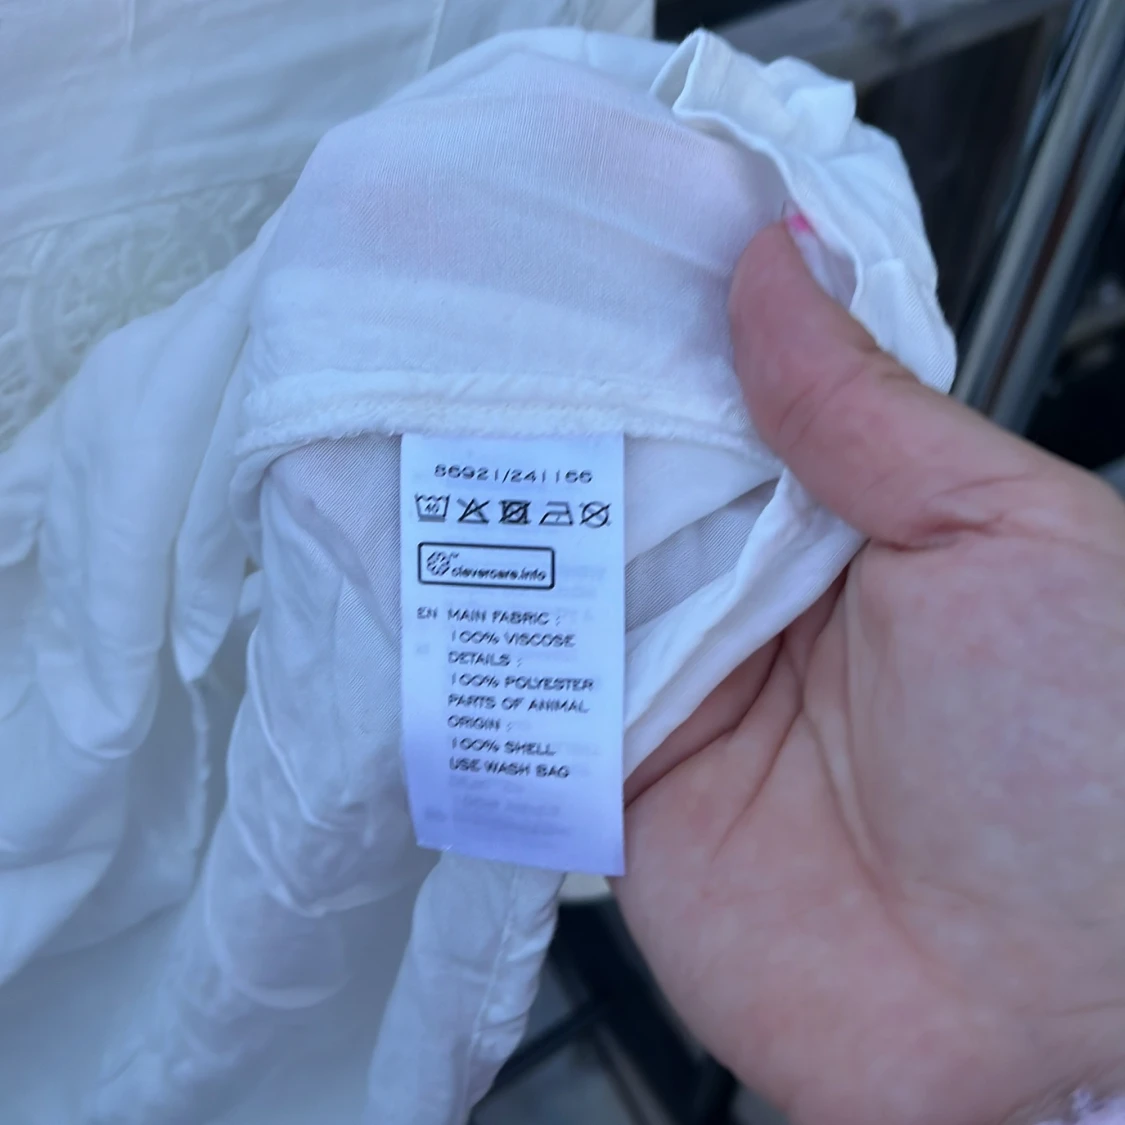 86921/241166
40
clevercare.info
EN MAIN FABRIC :
100% VISCOSE
DETAILS :
100% POLYESTER
PARTS OF ANIMAL
ORIGIN :
100% SHELL
USE WASH BAG